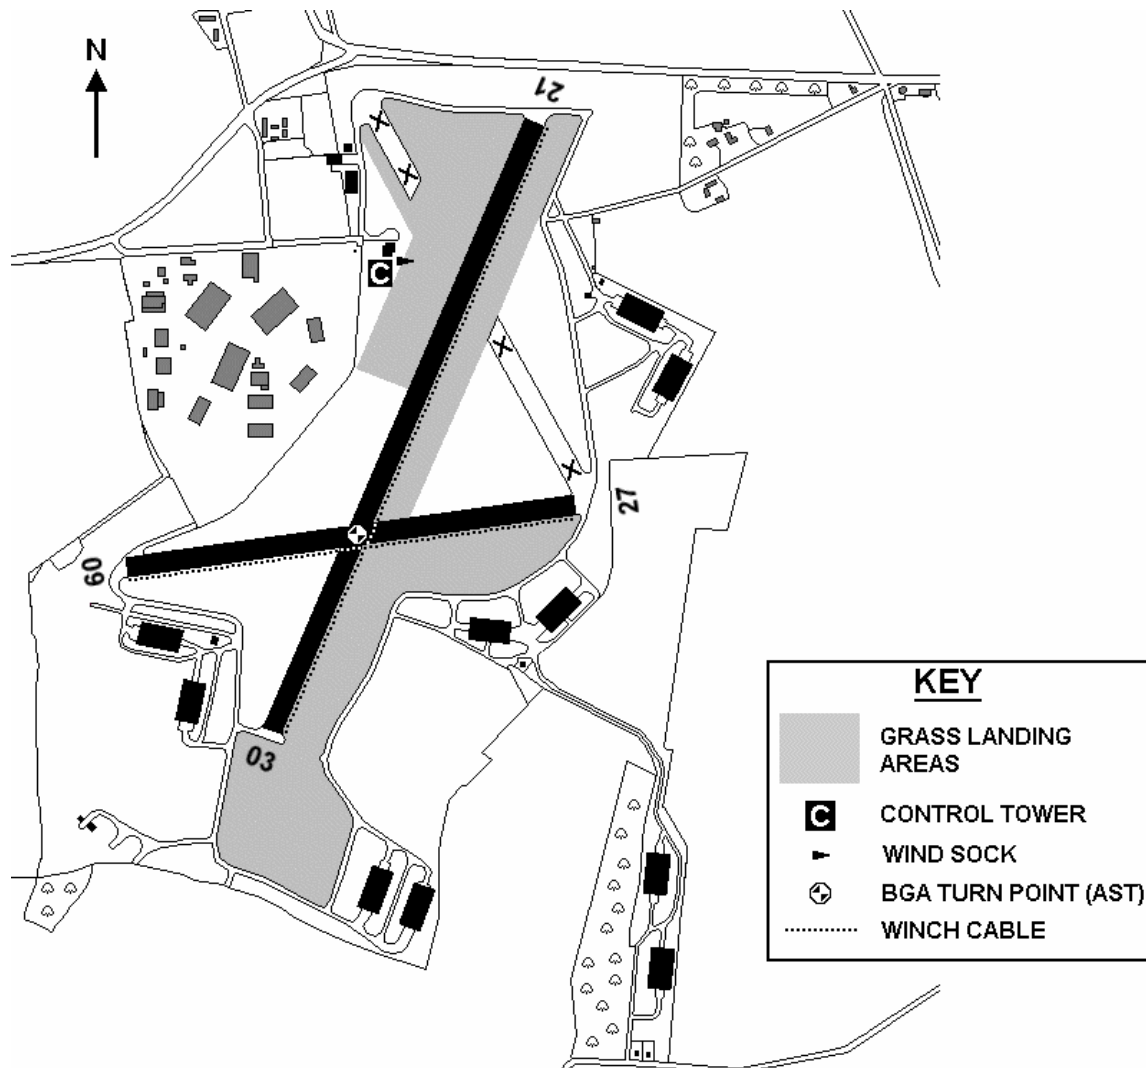 N
21
C
27
09
03
KEY
GRASS LANDING
AREAS
C CONTROL TOWER
WIND SOCK
BGA TURN POINT (AST)
WINCH CABLE